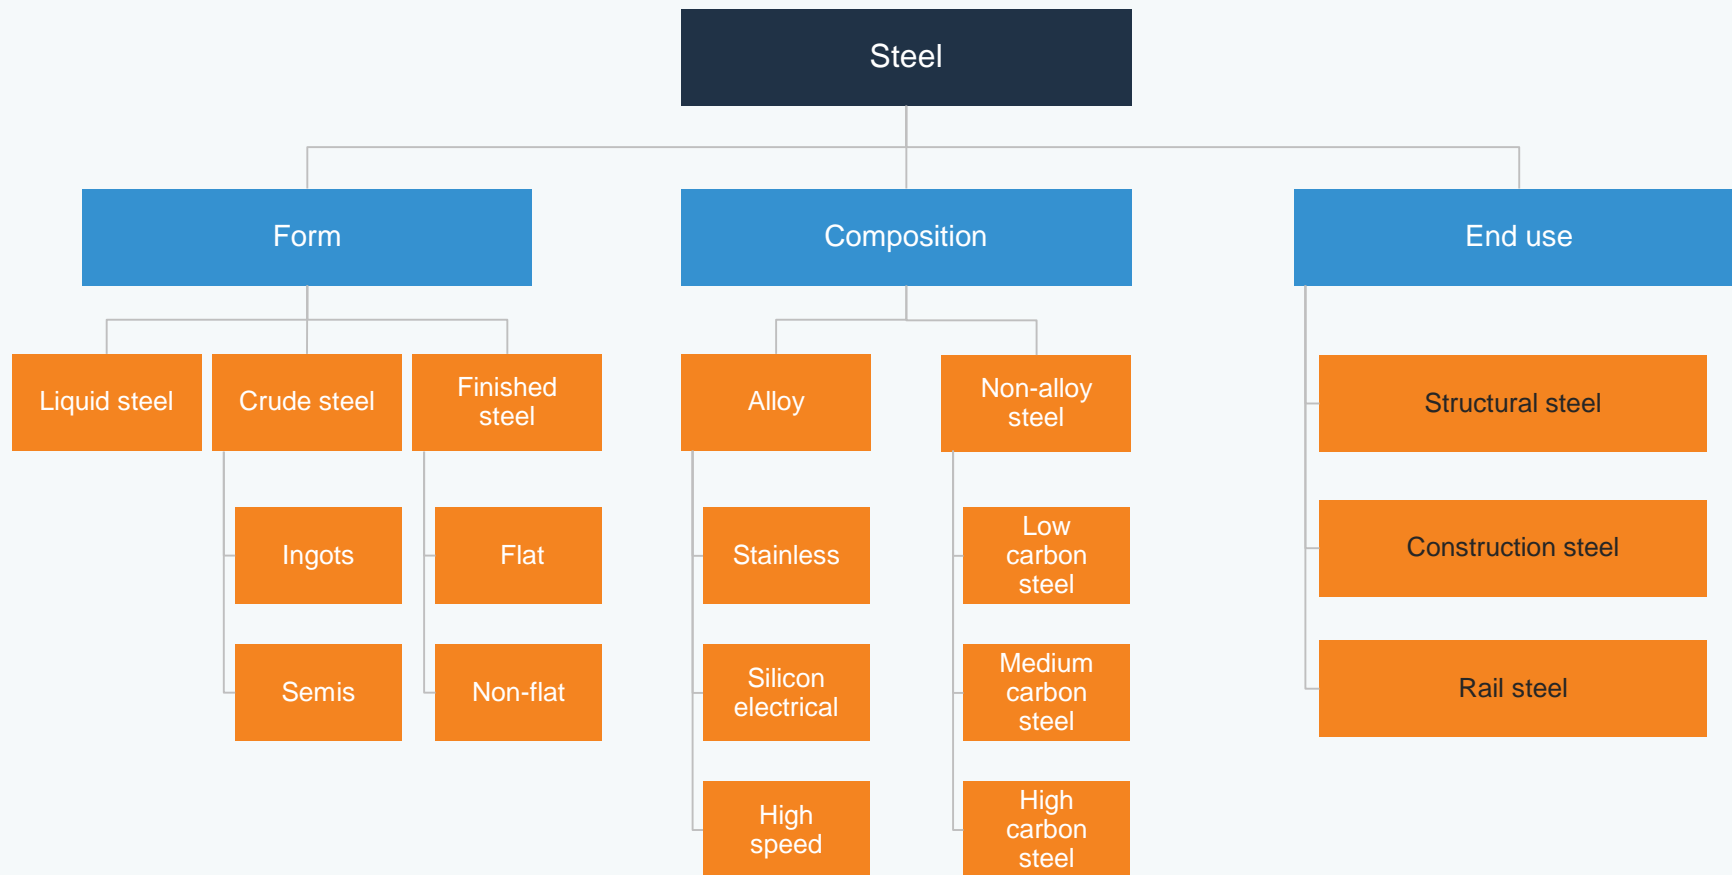 Steel
Form
Composition
End use
Liquid steel
Crude steel
Finished
steel
Alloy
Non-alloy
steel
Structural steel
Ingots
Flat
Stainless
Low
carbon
steel
Construction steel
Semis
Non-flat
Silicon
electrical
Medium
carbon
steel
Rail steel
High
speed
High
carbon
steel